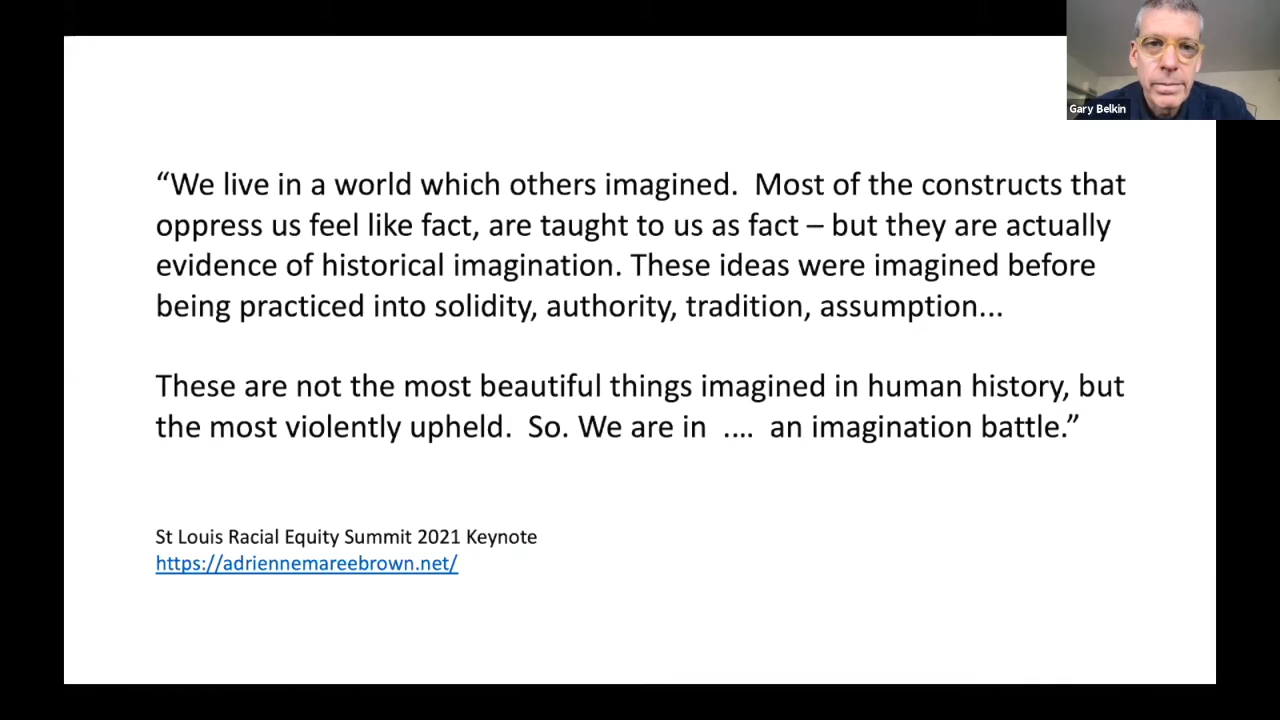 Gary Belkin
“We live in a world which others imagined.  Most of the constructs that
oppress us feel like fact, are taught to us as fact – but they are actually
evidence of historical imagination. These ideas were imagined before
being practiced into solidity, authority, tradition, assumption...
These are not the most beautiful things imagined in human history, but
the most violently upheld.  So. We are in  ....  an imagination battle.”
St Louis Racial Equity Summit 2021 Keynote
https://adriennemareebrown.net/